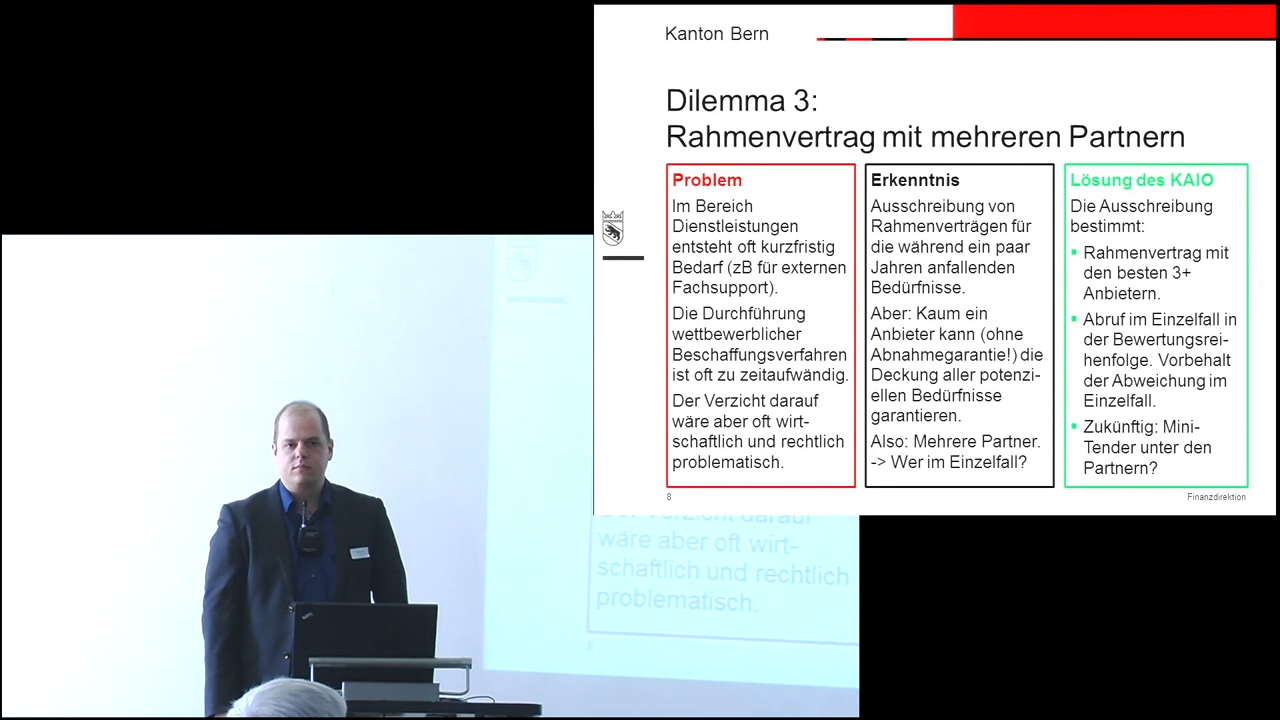 Kanton Bern
Dilemma 3:
Rahmenvertrag mit mehreren Partnern
Problem
Im Bereich
Dienstleistungen
entsteht oft kurzfristig
Bedarf (zB für externen
Fachsupport).
Die Durchführung
wettbewerblicher
Beschaffungsverfahren
ist oft zu zeitaufwändig.
Der Verzicht darauf
wäre aber oft wirt-
schaftlich und rechtlich
problematisch.
Erkenntnis
Ausschreibung von
Rahmenverträgen für
die während ein paar
Jahren anfallenden
Bedürfnisse.
Aber: Kaum ein
Anbieter kann (ohne
Abnahmegarantie!) die
Deckung aller potenzi-
ellen Bedürfnisse
garantieren.
Also: Mehrere Partner.
-> Wer im Einzelfall?
Lösung des KAIO
Die Ausschreibung
bestimmt:
Rahmenvertrag mit
den besten 3+
Anbietern.
Abruf im Einzelfall in
der Bewertungsrei-
henfolge. Vorbehalt
der Abweichung im
Einzelfall.
Zukünftig: Mini-
Tender unter den
Partnern?
8
Finanzdirektion
Der Verzicht darauf
wäre aber oft wirt-
schaftlich und rechtlich
problematisch.
8